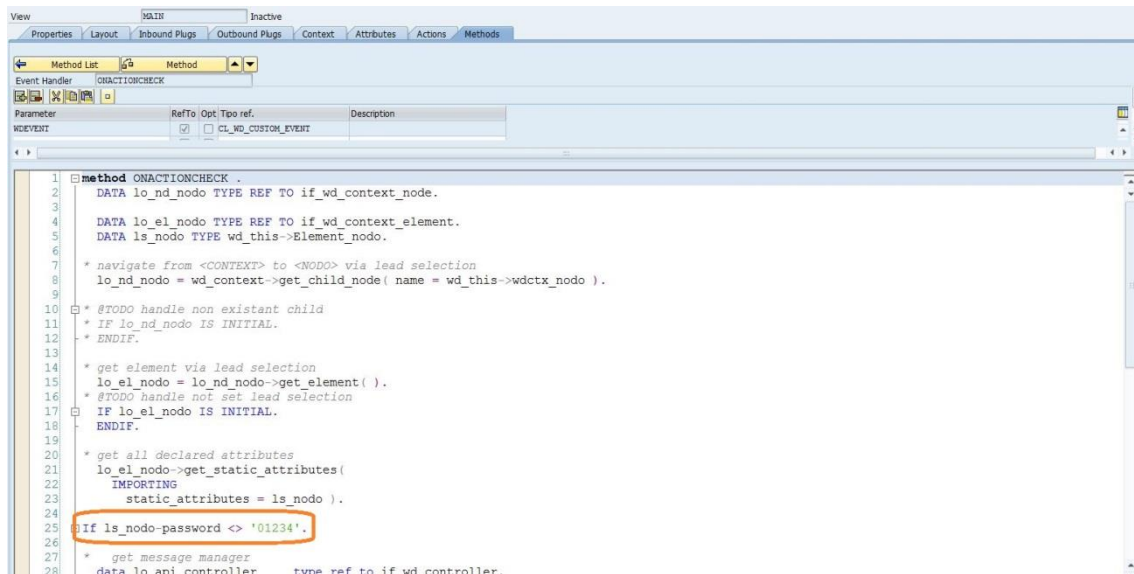 View MAIN Inactive
Properties Layout Inbound Plugs Outbound Plugs Context Attributes Actions Methods
Method List Method
Event Handler ONACTIONCHECK
Parameter RefTo Opt Tipo ref. Description
WDEVENT CL_WD_CUSTOM_EVENT
1 method ONACTIONCHECK .
2 DATA lo_nd_nodo TYPE REF TO if_wd_context_node.
3
4 DATA lo_el_nodo TYPE REF TO if_wd_context_element.
5 DATA ls_nodo TYPE wd_this->Element_nodo.
6
7 * navigate from <CONTEXT> to <NODO> via lead selection
8 lo_nd_nodo = wd_context->get_child_node( name = wd_this->wdctx_nodo ).
9
10 * @TODO handle non existant child
11 * IF lo_nd_nodo IS INITIAL.
12 * ENDIF.
13
14 * get element via lead selection
15 lo_el_nodo = lo_nd_nodo->get_element( ).
16 * @TODO handle not set lead selection
17 IF lo_el_nodo IS INITIAL.
18 ENDIF.
19
20 * get all declared attributes
21 lo_el_nodo->get_static_attributes(
22 IMPORTING
23 static_attributes = ls_nodo ).
24
25 If ls_nodo-password <> '01234'.
26
27 * get message manager
28 data lo_api_controller type ref to if_wd_controller.